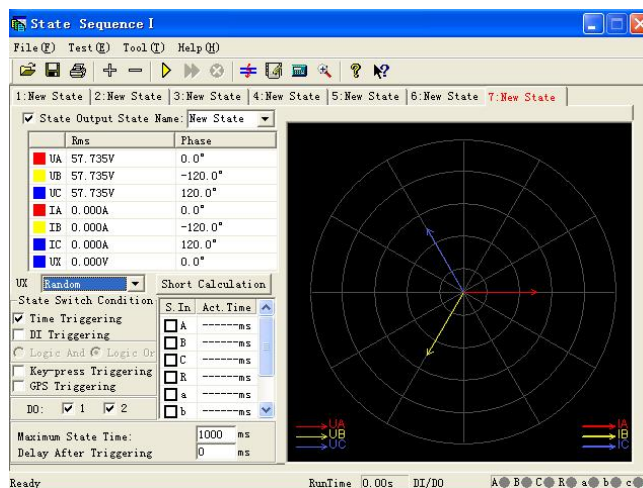 State Sequence I
File(F) Test(E) Tool(T) Help(H)
1:New State 2:New State 3:New State 4:New State 5:New State 6:New State 7:New State
State Output State Name: New State
Rms Phase
UA 57.735V 0.0°
UB 57.735V -120.0°
UC 57.735V 120.0°
IA 0.000A 0.0°
IB 0.000A -120.0°
IC 0.000A 120.0°
UX 0.000V 0.0°
UX Random Short Calculation
State Switch Condition
Time Triggering
DI Triggering
Logic And Logic Or
Key-press Triggering
GPS Triggering
DO: 1 2
S.In Act.Time
A ------ms
B ------ms
C ------ms
R ------ms
a ------ms
b ------ms
Maximum State Time: 1000 ms
Delay After Triggering 0 ms
UA
UB
UC
IA
IB
IC
Ready RunTime 0.00s DI/DO A B C R a b c